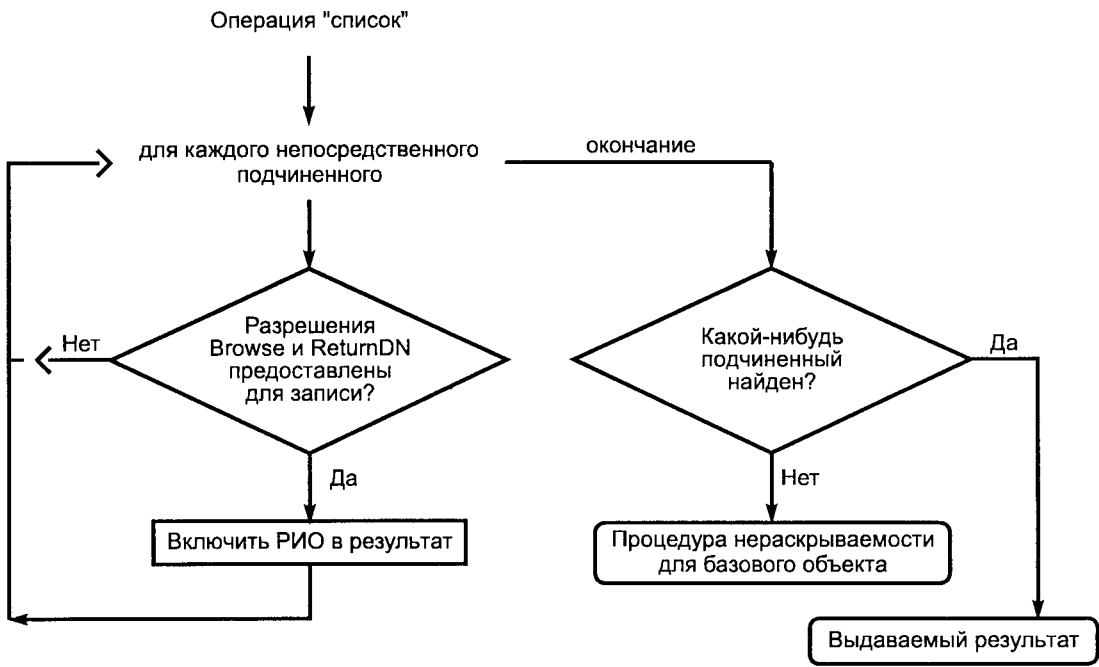 Операция "список"
для каждого непосредственного
подчиненного
окончание
Разрешения
Browse и ReturnDN
предоставлены
для записи?
Нет
Да
Включить РИО в результат
Какой-нибудь
подчиненный
найден?
Да
Нет
Процедура нераскрываемости
для базового объекта
Выдаваемый результат